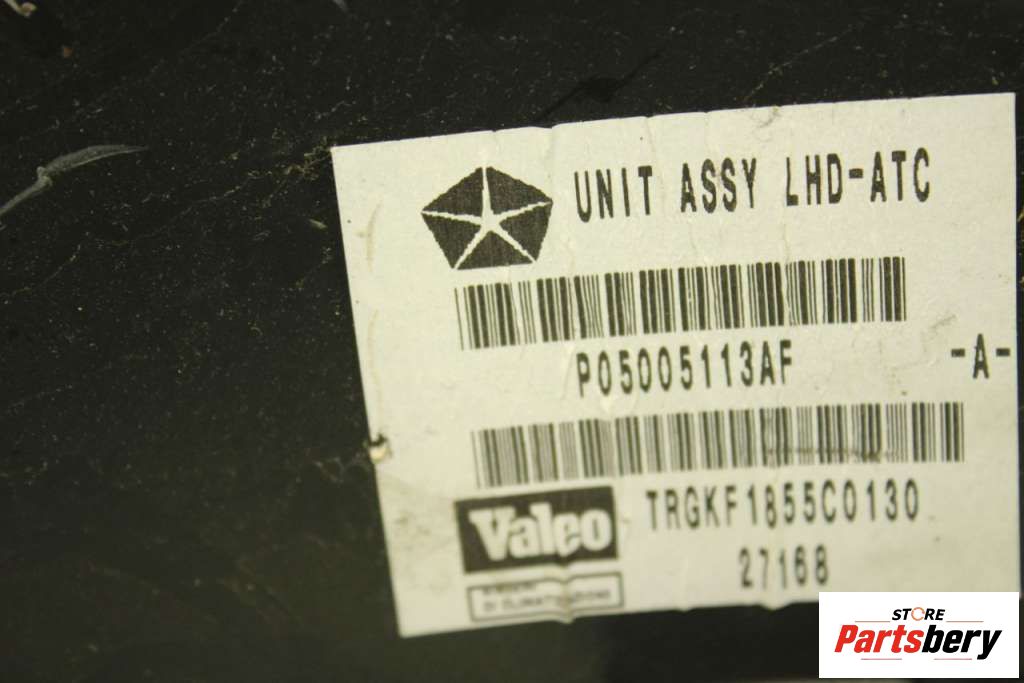 UNIT ASSY LHD-ATC
P05005113AF
-A-
TRGKF1855C0130
Valeo
27168
STORE
Partsbery